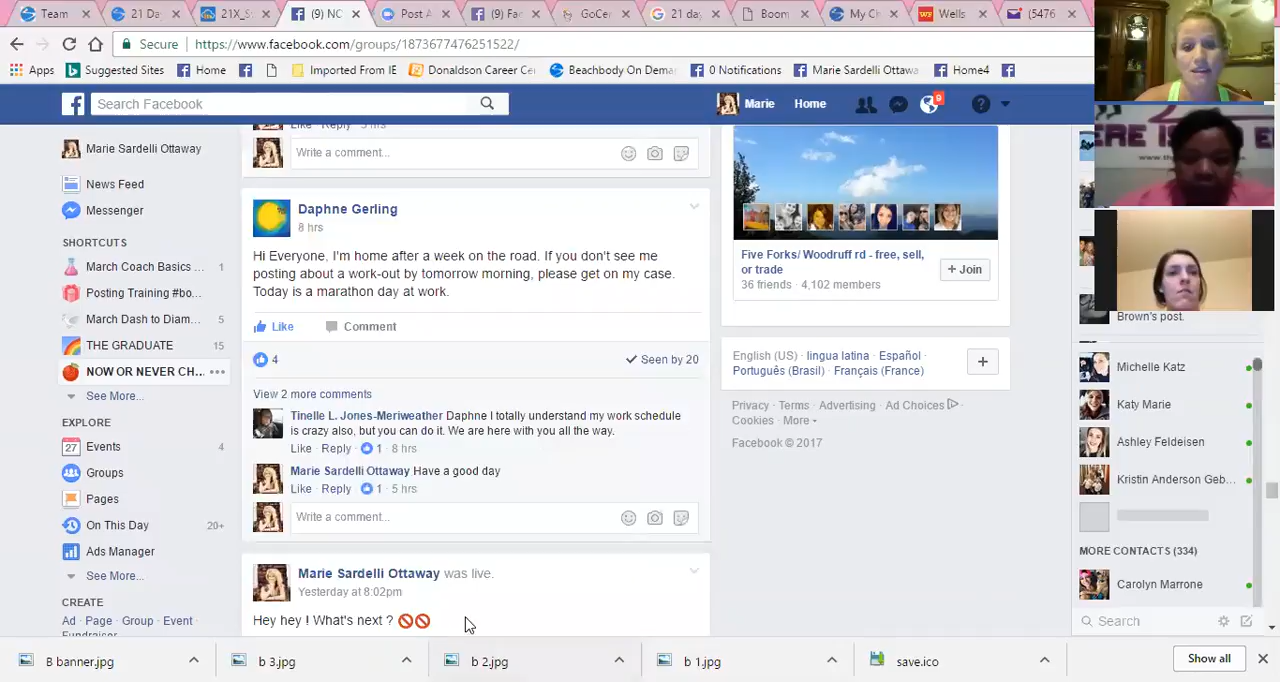 Team
21 Day
21X_S
(9) NC
Post A
(9) Fac
GoCer
21 day
Boom
My C
Wells
(5476
Secure
https://www.facebook.com/groups/1873677476251522/
Apps
Suggested Sites
Home
Imported From IE
Donaldson Career Ce
Beachbody On Dema
0 Notifications
Marie Sardelli Ottawa
Home4
Search Facebook
Marie
Home
9
Marie Sardelli Ottaway
News Feed
Messenger
SHORTCUTS
March Coach Basics ... 1
Posting Training #bo...
March Dash to Diam... 5
THE GRADUATE 15
NOW OR NEVER CH... •••
See More...
EXPLORE
27 Events 4
Groups
Pages
On This Day 20+
Ads Manager
See More...
CREATE
Ad · Page · Group · Event ·
Fundraiser
Like · Reply · 5 hrs
Write a comment...
Daphne Gerling
8 hrs
Hi Everyone, I'm home after a week on the road. If you don't see me
posting about a work-out by tomorrow morning, please get on my case.
Today is a marathon day at work.
Like Comment
4 ✓ Seen by 20
View 2 more comments
Tinelle L. Jones-Meriweather Daphne I totally understand my work schedule
is crazy also, but you can do it. We are here with you all the way.
Like · Reply · 1 · 8 hrs
Marie Sardelli Ottaway Have a good day
Like · Reply · 1 · 5 hrs
Write a comment...
Marie Sardelli Ottaway was live.
Yesterday at 8:02pm
Hey hey ! What's next ? 🚫🚫
Five Forks/ Woodruff rd - free, sell,
or trade
36 friends · 4,102 members
+ Join
English (US) · lingua latina · Español ·
Português (Brasil) · Français (France)
+
Privacy · Terms · Advertising · Ad Choices ·
Cookies · More
Facebook © 2017
ERE IS
Brown's post.
Michelle Katz
Katy Marie
Ashley Feldeisen
Kristin Anderson Geb...
MORE CONTACTS (334)
Carolyn Marrone
Search
B banner.jpg
b 3.jpg
b 2.jpg
b 1.jpg
save.ico
Show all